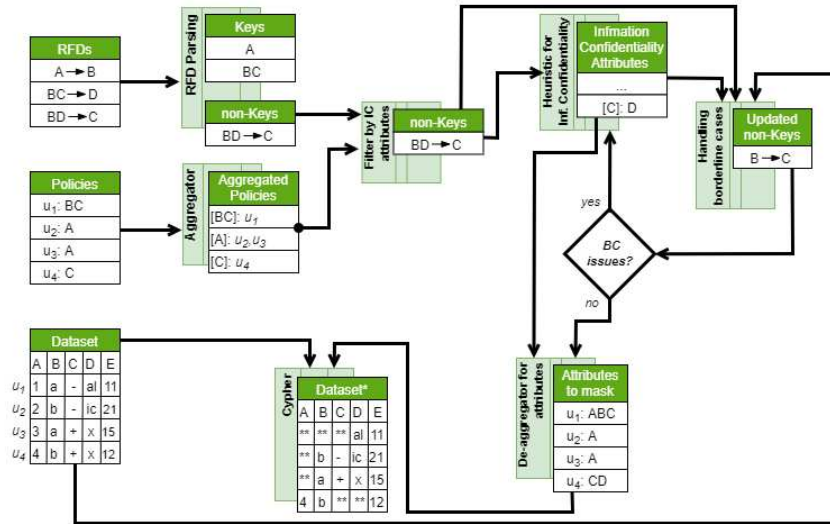 RFDs
A→B
BC→D
BD→C
RFD Parsing
Keys
A
BC
non-Keys
BD→C
Policies
u1: BC
u2: A
u3: A
u4: C
Aggregator
Aggregated
Policies
[BC]: u1
[A]: u2,u3
[C]: u4
Filter by IC
attributes
non-Keys
BD→C
Heuristic for
Inf. Confidentiality
Infmation
Confidentiality
Attributes
...
[C]: D
Handling
borderline cases
Updated
non-Keys
B→C
yes
BC
issues?
no
Dataset
A B C D E
u1 1 a - al 11
u2 2 b - ic 21
u3 3 a + x 15
u4 4 b + x 12
Cypher
Dataset*
A B C D E
** ** ** al 11
** b - ic 21
** a + x 15
4 b ** ** 12
De-aggregator for
attributes
Attributes
to mask
u1: ABC
u2: A
u3: A
u4: CD